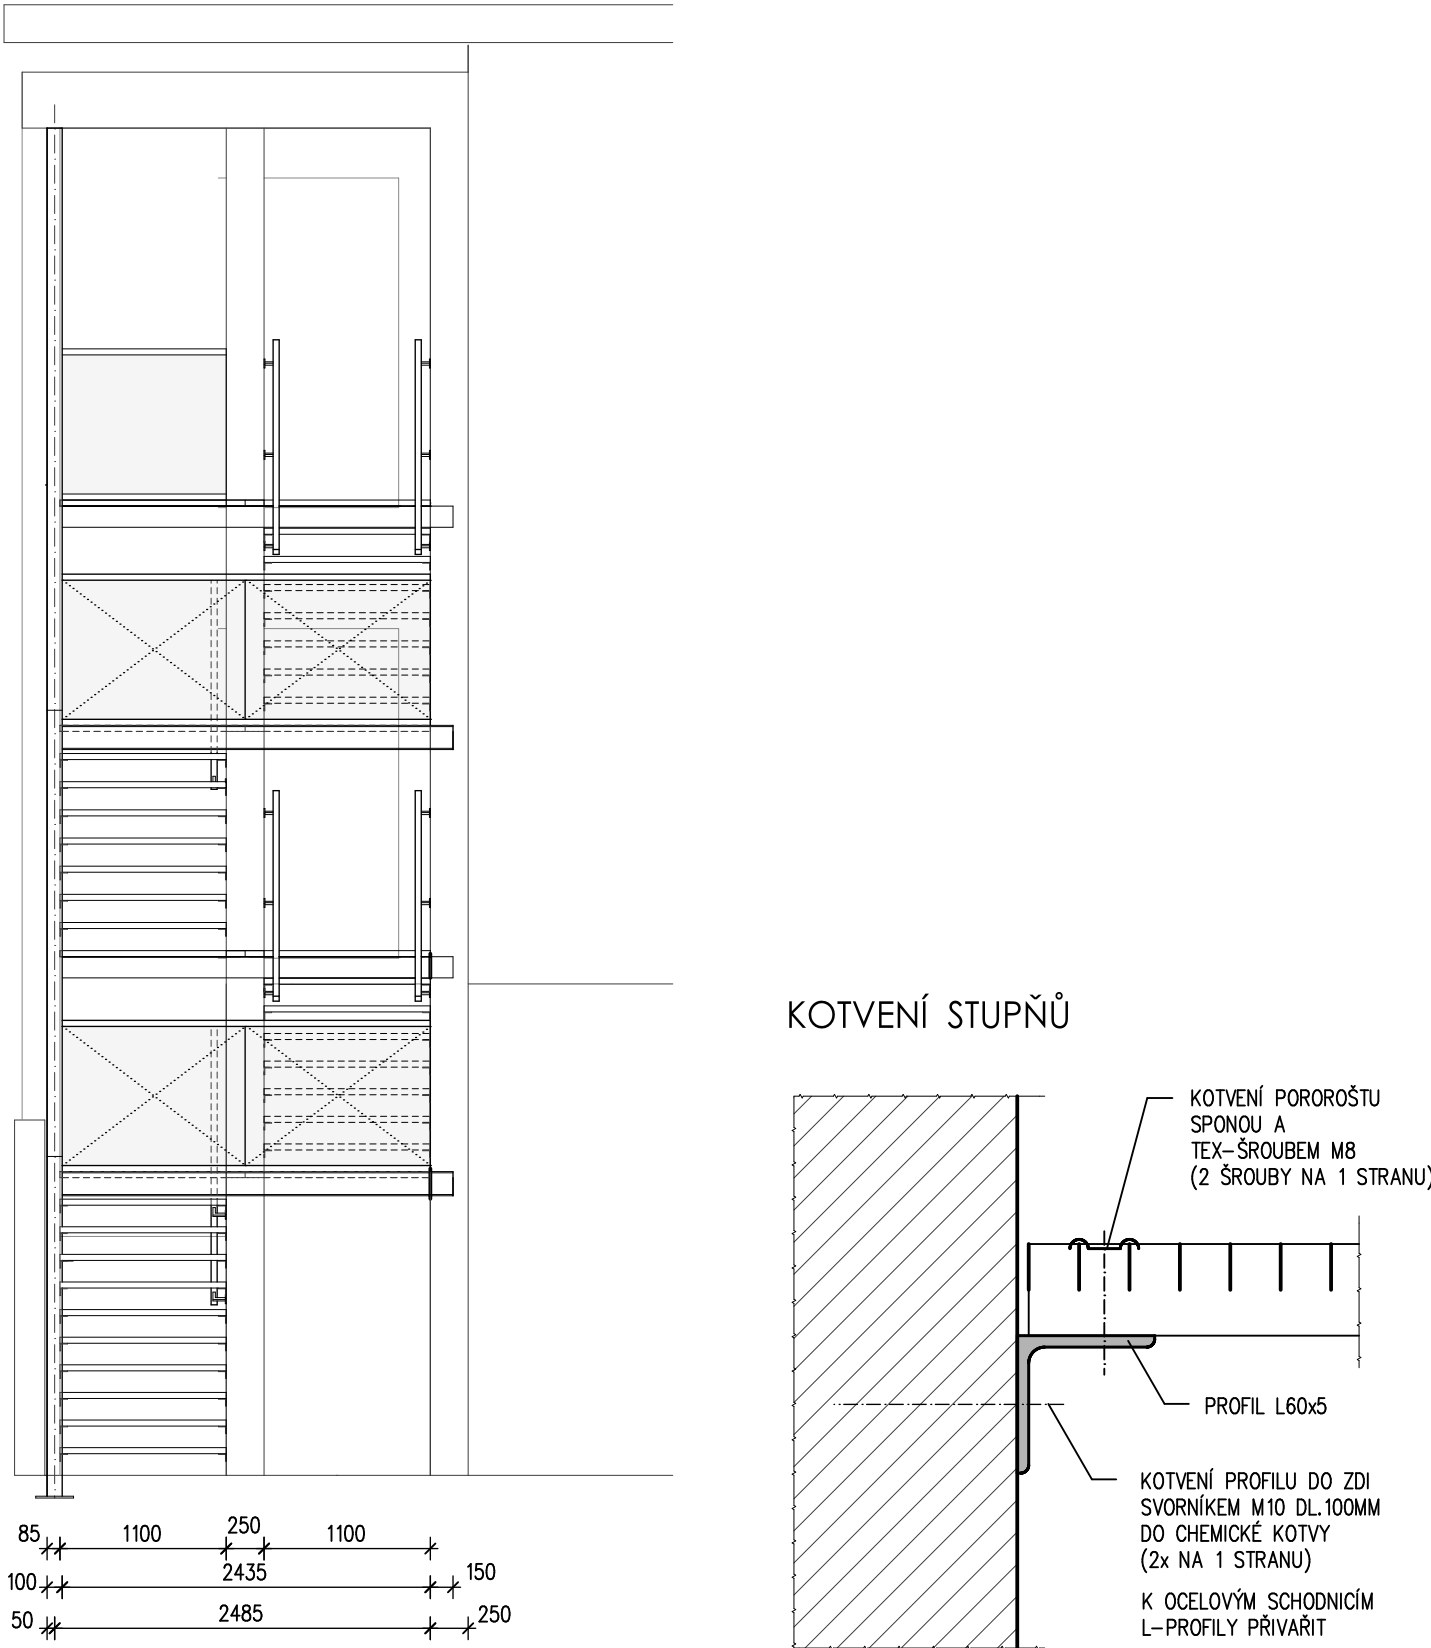 KOTVENÍ STUPŇŮ
KOTVENÍ POROROŠTU
SPONOU A
TEX-ŠROUBEM M8
(2 ŠROUBY NA 1 STRANU)
PROFIL L60x5
KOTVENÍ PROFILU DO ZDI
SVORNÍKEM M10 DL.100MM
DO CHEMICKÉ KOTVY
(2x NA 1 STRANU)
K OCELOVÝM SCHODNICÍM
L-PROFILY PŘIVAŘIT
85 1100 250 1100
100 2435 150
50 2485 250